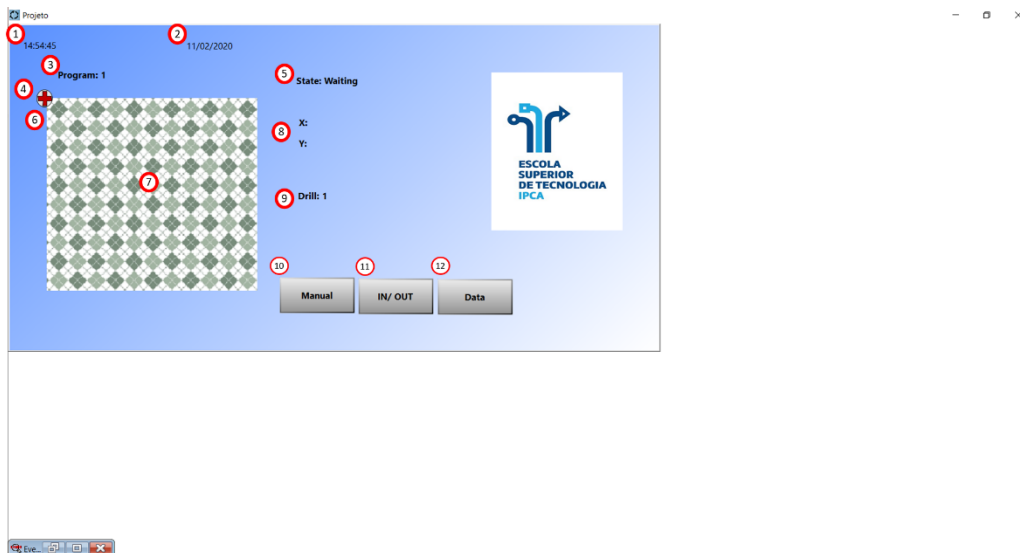 Projeto
1
14:54:45
2
11/02/2020
3
Program: 1
4
5
State: Waiting
6
7
8
X:
Y:
9
Drill: 1
ESCOLA
SUPERIOR
DE TECNOLOGIA
IPCA
10
11
12
Manual
IN/ OUT
Data
Eve...